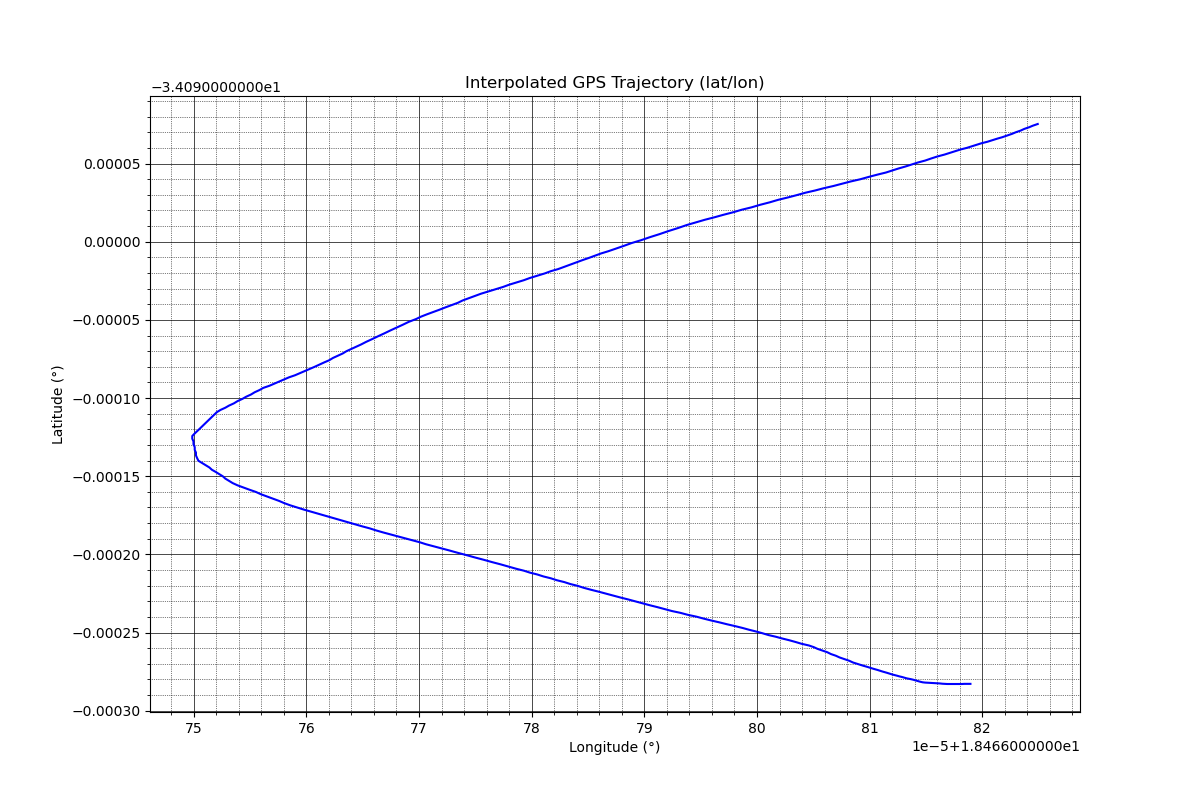 Interpolated GPS Trajectory (lat/lon)
−3.4090000000e1
0.00005
0.00000
−0.00005
−0.00010
−0.00015
−0.00020
−0.00025
−0.00030
Latitude (°)
75 76 77 78 79 80 81 82
Longitude (°)
1e−5+1.8466000000e1